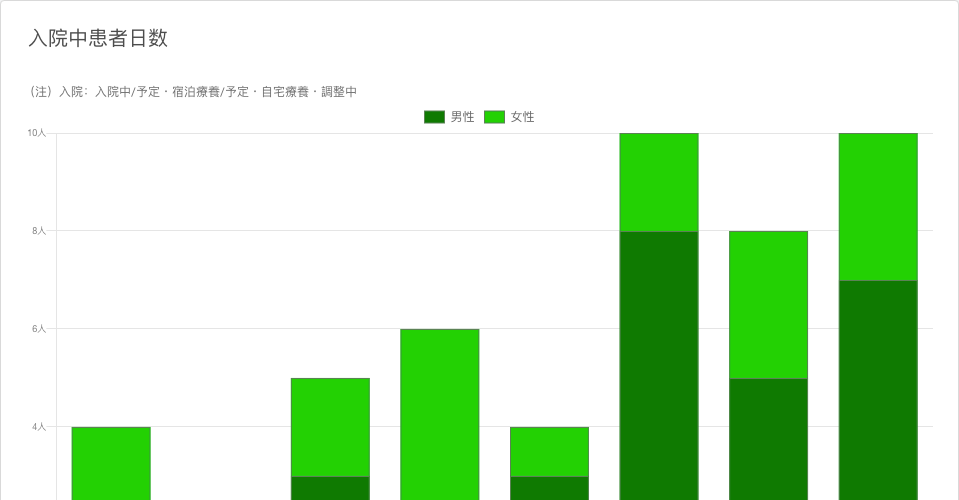 入院中患者日数
(注) 入院: 入院中/予定・宿泊療養/予定・自宅療養・調整中
男性 女性
10人
8人
6人
4人